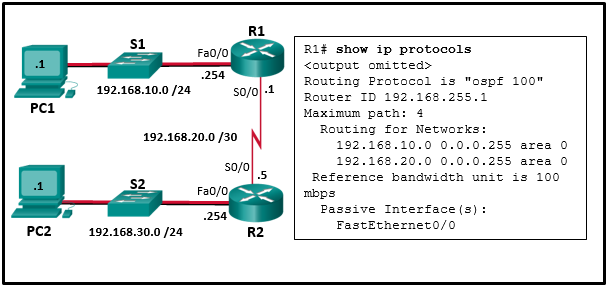 S1
Fa0/0
R1
.1
.254
PC1
192.168.10.0 /24
S0/0
.1
192.168.20.0 /30
S0/0
.5
S2
Fa0/0
.1
.254
PC2
192.168.30.0 /24
R2
R1# show ip protocols
<output omitted>
Routing Protocol is "ospf 100"
Router ID 192.168.255.1
Maximum path: 4
Routing for Networks:
192.168.10.0 0.0.0.255 area 0
192.168.20.0 0.0.0.255 area 0
Reference bandwidth unit is 100
mbps
Passive Interface(s):
FastEthernet0/0